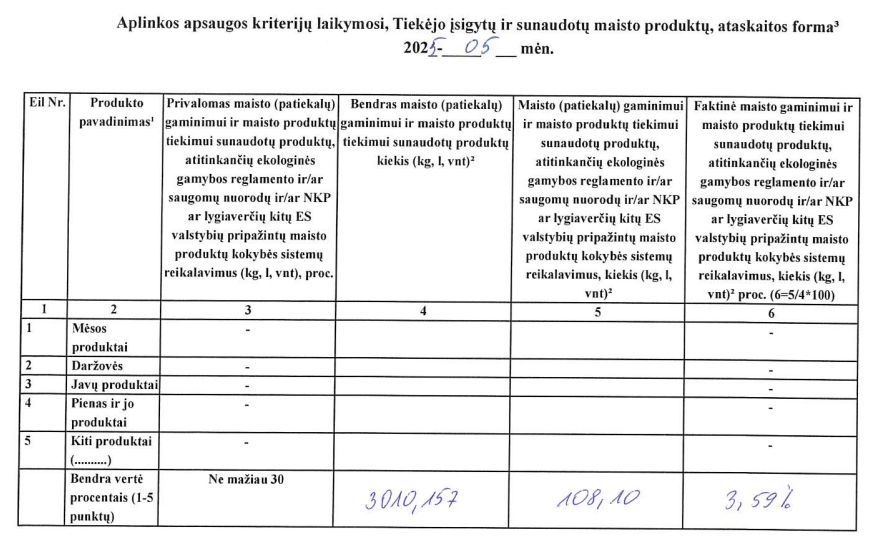 Aplinkos apsaugos kriterijų laikymosi, Tiekėjo įsigytų ir sunaudotų maisto produktų, ataskaitos forma³
2025-05 mėn.
Eil Nr.
Produkto
pavadinimas¹
Privalomas maisto (patiekalų)
gaminimui ir maisto produktų
tiekimui sunaudotų produktų,
atitinkančių ekologinės
gamybos reglamento ir/ar
saugomų nuorodų ir/ar NKP
ar lygiaverčių kitų ES
valstybių pripažintų maisto
produktų kokybės sistemų
reikalavimus (kg, l, vnt), proc.
Bendras maisto (patiekalų)
gaminimui ir maisto produktų
tiekimui sunaudotų produktų
kiekis (kg, l, vnt)²
Maisto (patiekalų) gaminimui
ir maisto produktų tiekimui
sunaudotų produktų,
atitinkančių ekologinės
gamybos reglamento ir/ar
saugomų nuorodų ir/ar NKP
ar lygiaverčių kitų ES
valstybių pripažintų maisto
produktų kokybės sistemų
reikalavimus, kiekis (kg, l,
vnt)²
Faktinė maisto gaminimui ir
maisto produktų tiekimui
sunaudotų produktų,
atitinkančių ekologinės
gamybos reglamento ir/ar
saugomų nuorodų ir/ar NKP
ar lygiaverčių kitų ES
valstybių pripažintų maisto
produktų kokybės sistemų
reikalavimus, kiekis (kg, l,
vnt)² proc. (6=5/4*100)
1 2 3 4 5 6
1 Mėsos - -
produktai
2 Daržovės - -
3 Javų produktai - -
4 Pienas ir jo - -
produktai
5 Kiti produktai - -
(..........)
Bendra vertė Ne mažiau 30
procentais (1-5 3010,157 108,10 3,59%
punktų)